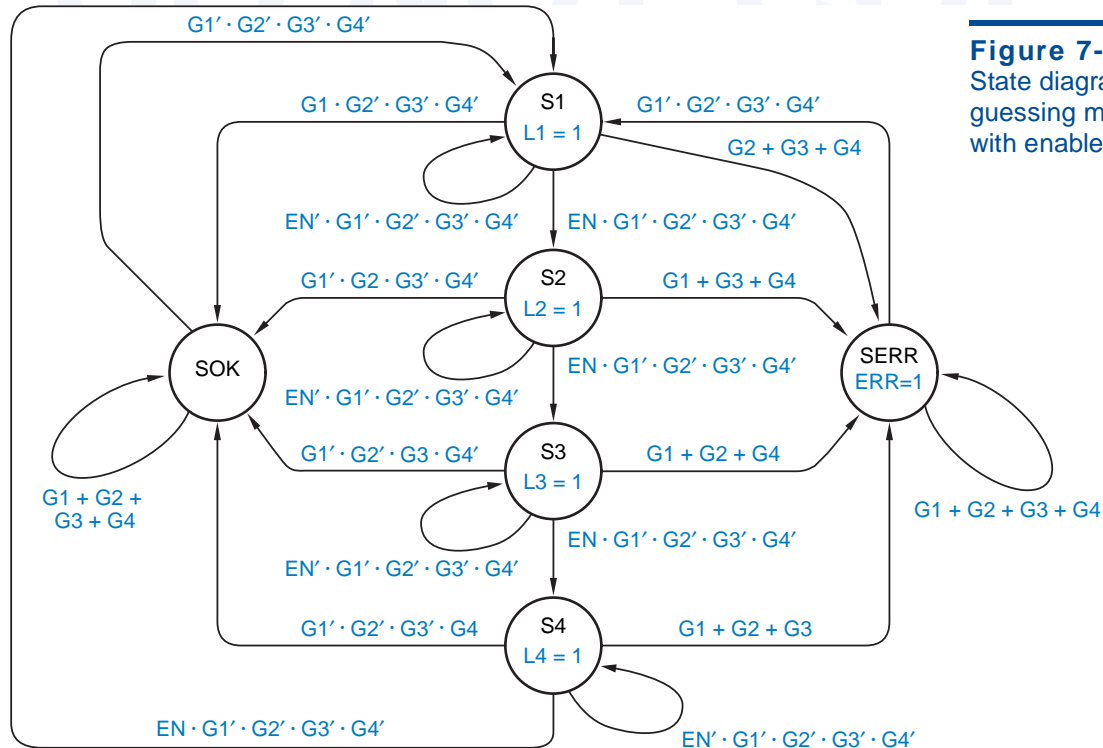 G1′ · G2′ · G3′ · G4′
Figure 7-
State diagra
guessing m
with enable
G1 · G2′ · G3′ · G4′
S1
L1 = 1
G1′ · G2′ · G3′ · G4′
G2 + G3 + G4
EN′ · G1′ · G2′ · G3′ · G4′
EN · G1′ · G2′ · G3′ · G4′
G1′ · G2 · G3′ · G4′
S2
L2 = 1
G1 + G3 + G4
SOK
SERR
ERR=1
EN′ · G1′ · G2′ · G3′ · G4′
EN · G1′ · G2′ · G3′ · G4′
G1′ · G2′ · G3 · G4′
S3
L3 = 1
G1 + G2 + G4
G1 + G2 +
G3 + G4
G1 + G2 + G3 + G4
EN′ · G1′ · G2′ · G3′ · G4′
EN · G1′ · G2′ · G3′ · G4′
G1′ · G2′ · G3′ · G4
S4
L4 = 1
G1 + G2 + G3
EN · G1′ · G2′ · G3′ · G4′
EN′ · G1′ · G2′ · G3′ · G4′